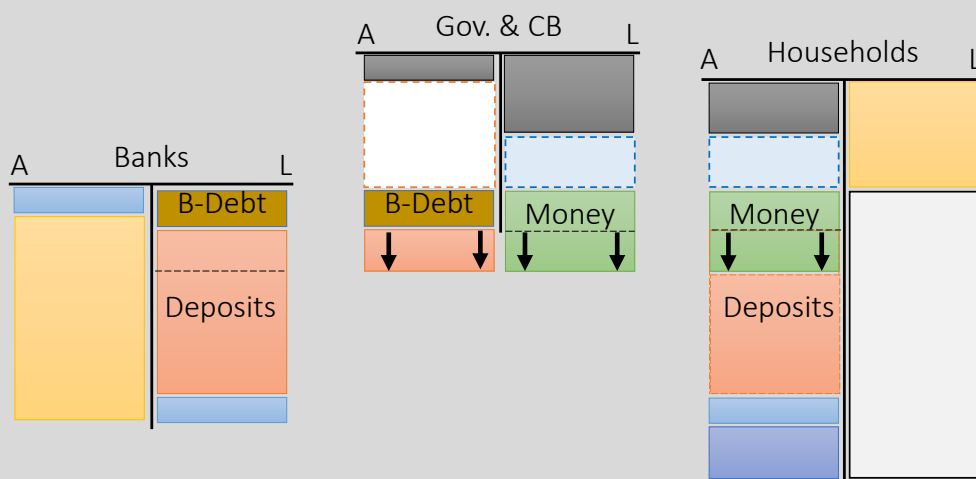 Gov. & CB
A
L
Households
A
L
Banks
A
L
B-Debt
Deposits
B-Debt
Money
Money
Deposits